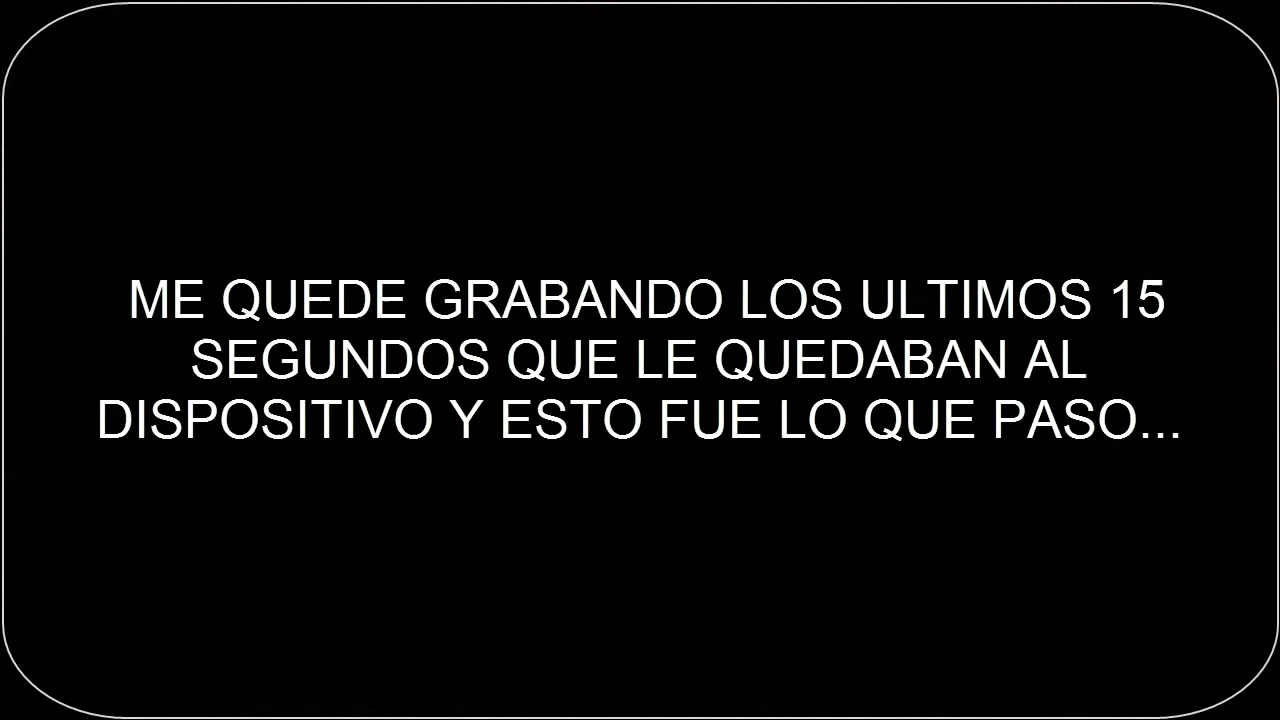 ME QUEDE GRABANDO LOS ULTIMOS 15
SEGUNDOS QUE LE QUEDABAN AL
DISPOSITIVO Y ESTO FUE LO QUE PASO...